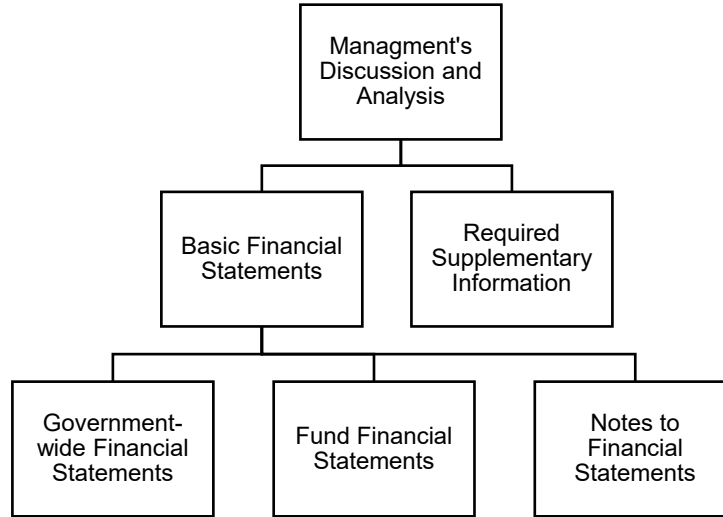 Managment's
Discussion and
Analysis
Basic Financial
Statements
Required
Supplementary
Information
Government-
wide Financial
Statements
Fund Financial
Statements
Notes to
Financial
Statements